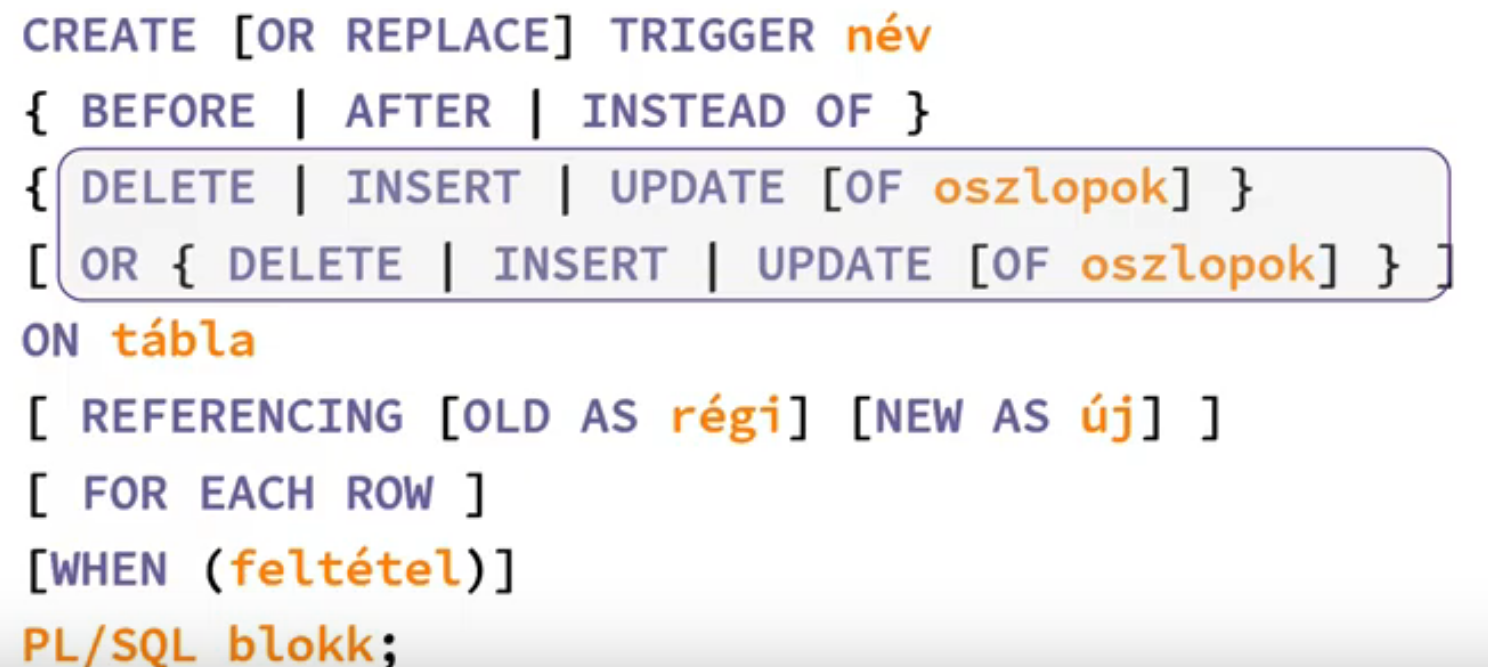 CREATE [OR REPLACE] TRIGGER név
{ BEFORE | AFTER | INSTEAD OF }
{ DELETE | INSERT | UPDATE [OF oszlopok] }
[ OR { DELETE | INSERT | UPDATE [OF oszlopok] } ]
ON tábla
[ REFERENCING [OLD AS régi] [NEW AS új] ]
[ FOR EACH ROW ]
[WHEN (feltétel)]
PL/SQL blokk;